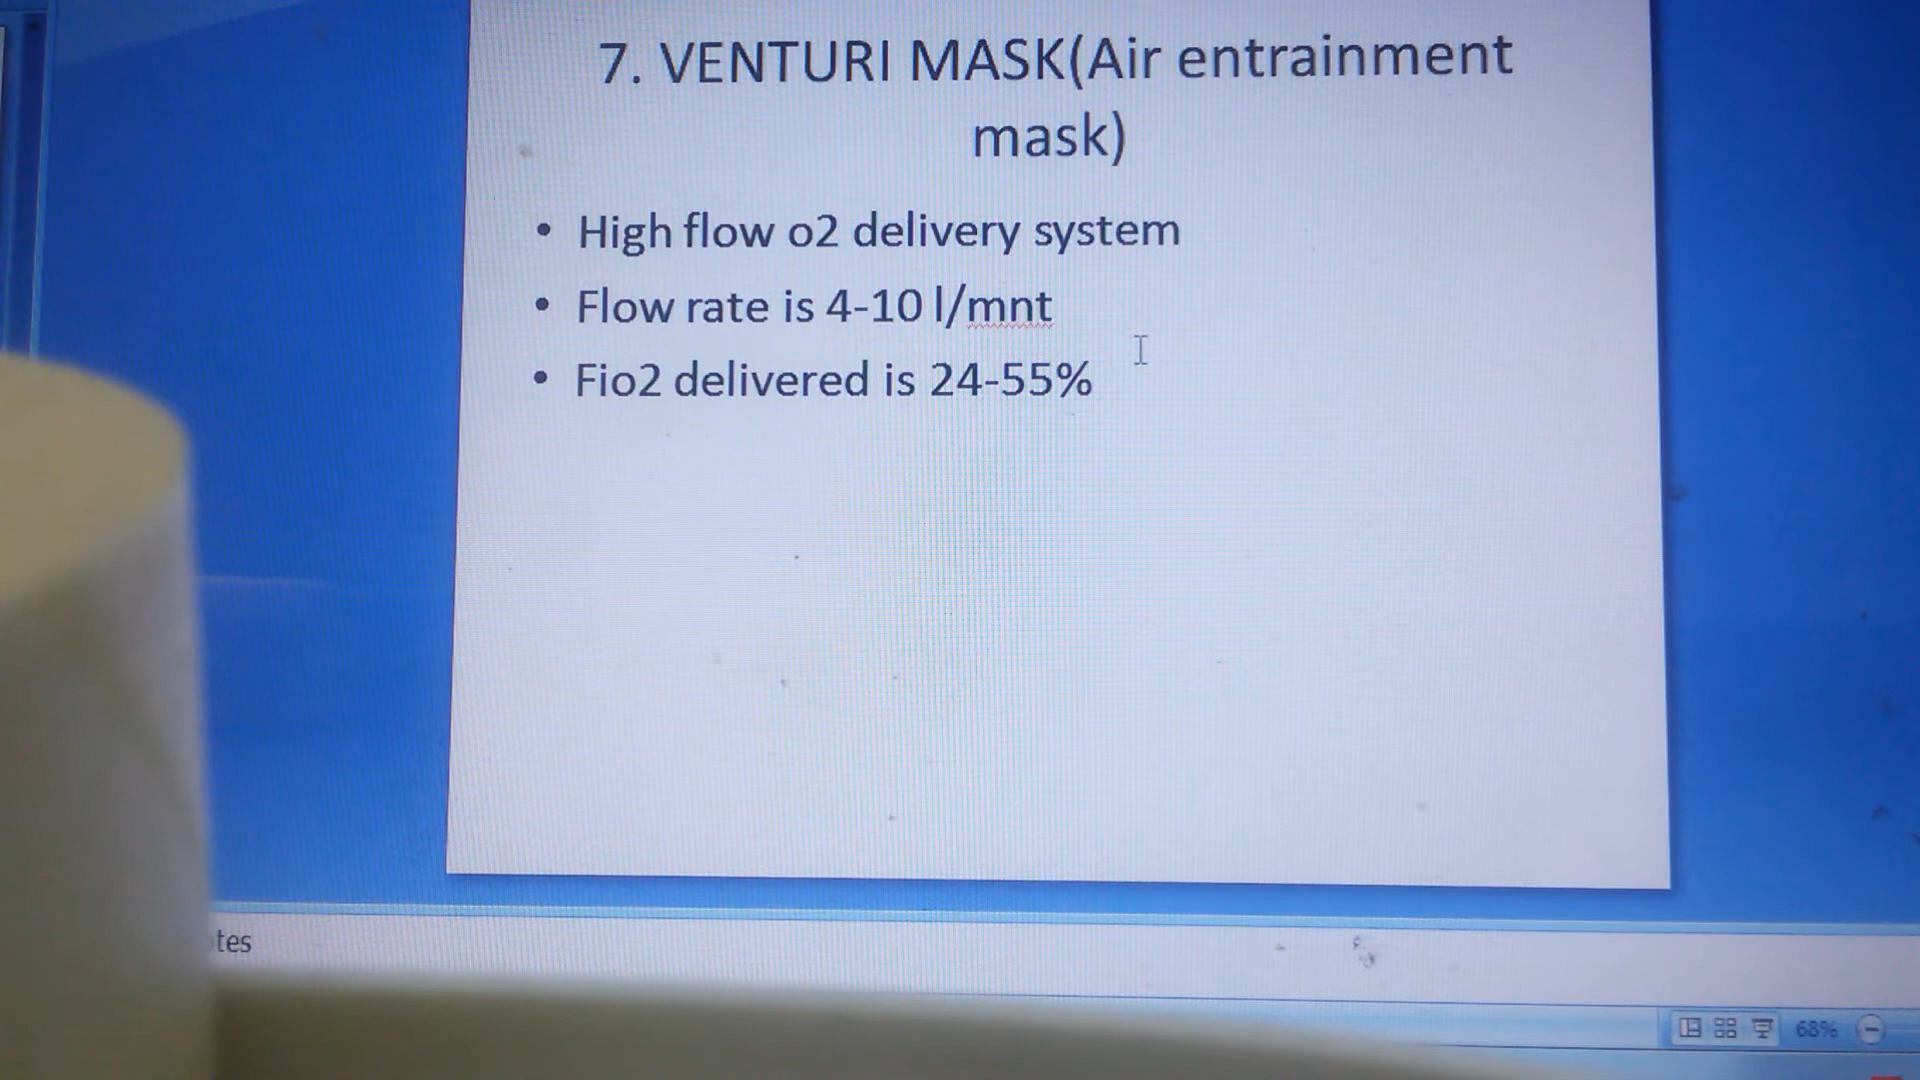 7. VENTURI MASK(Air entrainment
mask)
• High flow o2 delivery system
• Flow rate is 4-10 l/mnt
• Fio2 delivered is 24-55%
tes
68%